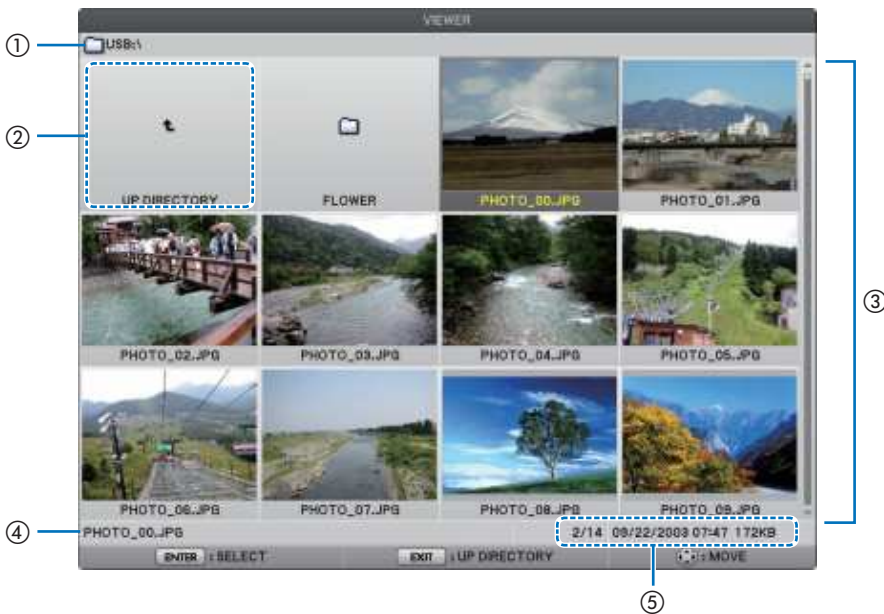 VIEWER
① USB:\
②
UP DIRECTORY FLOWER PHOTO_00.JPG PHOTO_01.JPG
③
PHOTO_02.JPG PHOTO_03.JPG PHOTO_04.JPG PHOTO_05.JPG
PHOTO_06.JPG PHOTO_07.JPG PHOTO_08.JPG PHOTO_09.JPG
④ PHOTO_00.JPG 2/14 09/22/2003 07:47 172KB
ENTER : SELECT EXIT : UP DIRECTORY : MOVE
⑤